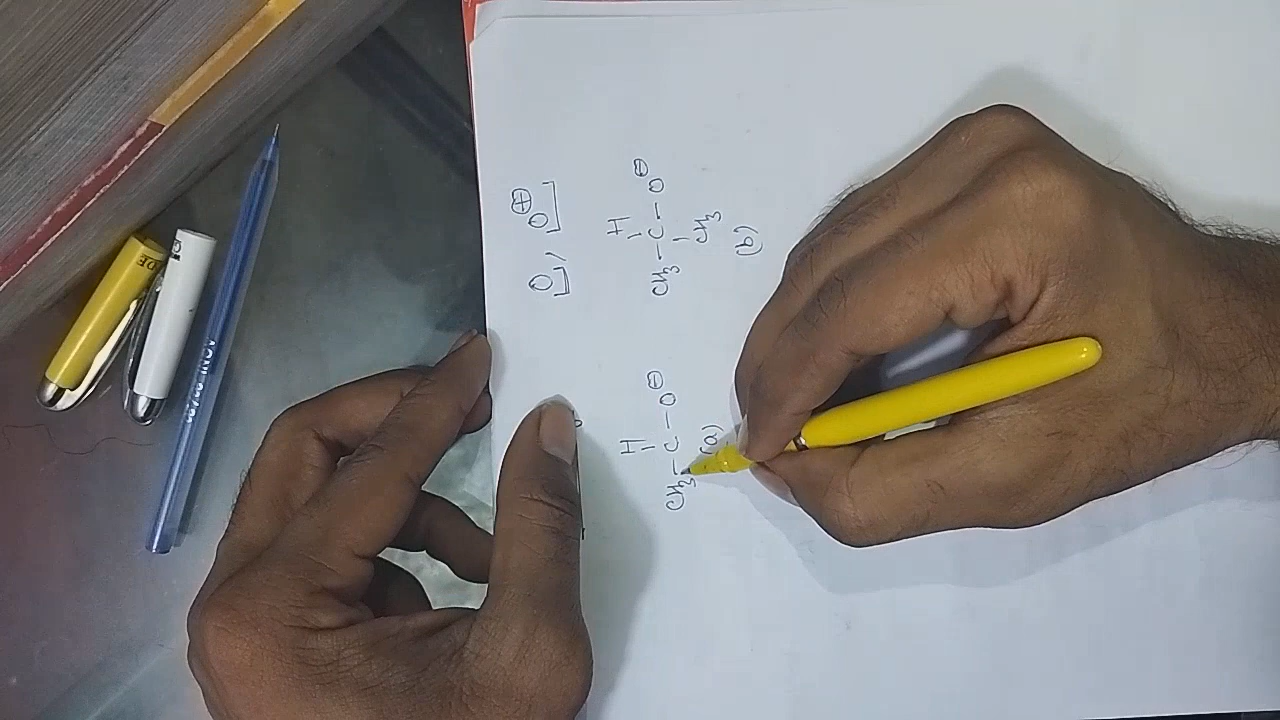 O], O⊕]
H H
CH3-C-O⊖ CH3-C-O⊖
CH3
(a) (b)